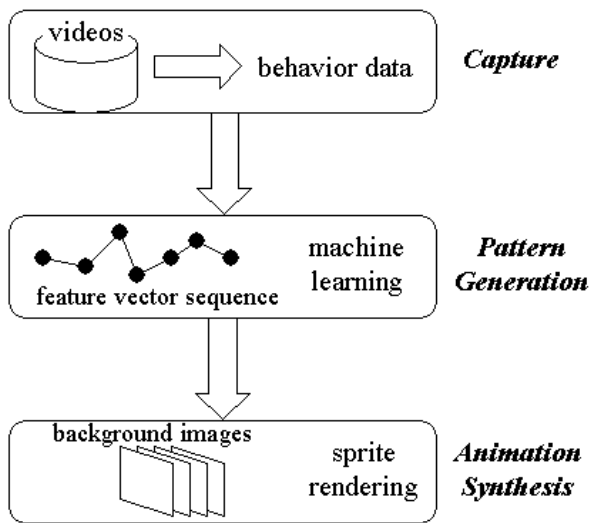 videos
behavior data
Capture
machine
learning
feature vector sequence
Pattern
Generation
background images
sprite
rendering
Animation
Synthesis